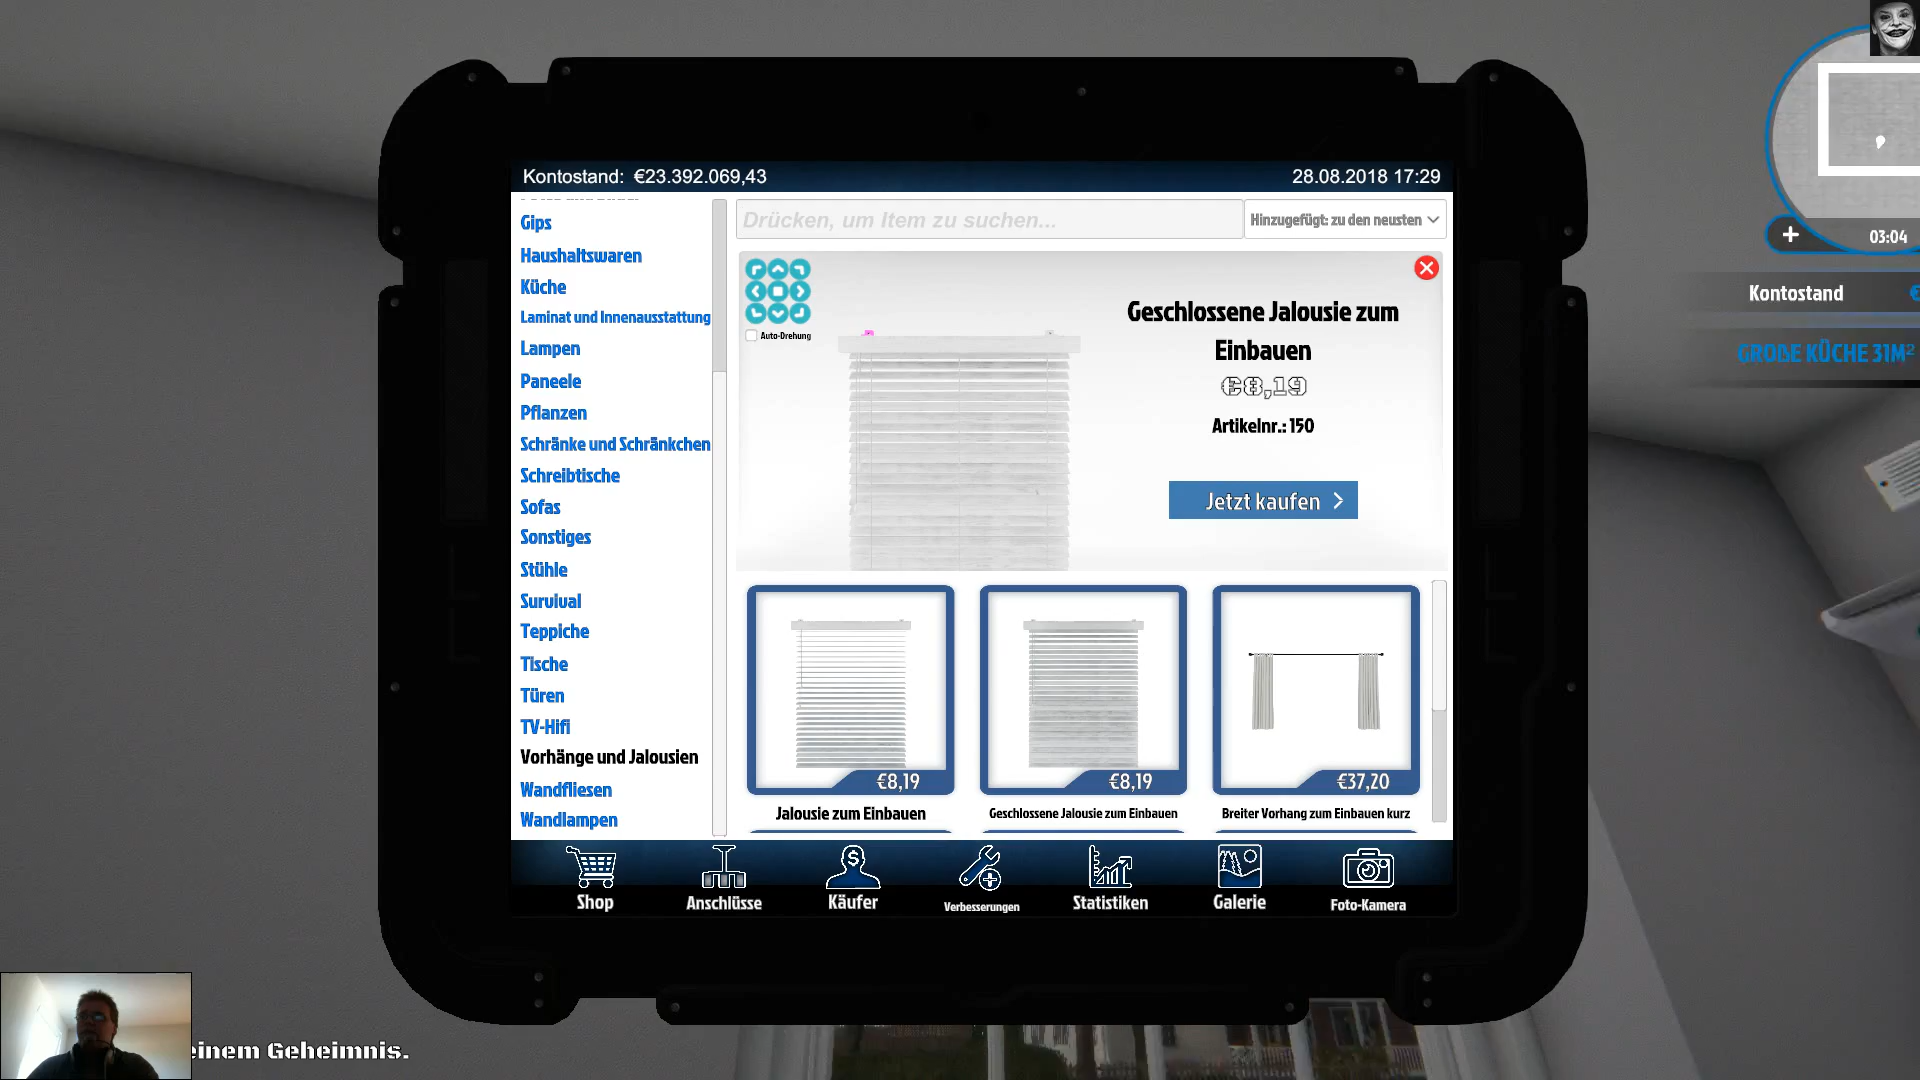 Kontostand: €23.392.069,43
28.08.2018 17:29
Gips
Haushaltswaren
Küche
Laminat und Innenausstattung
Lampen
Paneele
Pflanzen
Schränke und Schränkchen
Schreibtische
Sofas
Sonstiges
Stühle
Survival
Teppiche
Tische
Türen
TV-Hifi
Vorhänge und Jalousien
Wandfliesen
Wandlampen
Drücken, um Item zu suchen...
Hinzugefügt: zu den neusten
Auto-Drehung
Geschlossene Jalousie zum
Einbauen
€8,19
Artikelnr.: 150
Jetzt kaufen
€8,19
Jalousie zum Einbauen
€8,19
Geschlossene Jalousie zum Einbauen
€37,20
Breiter Vorhang zum Einbauen kurz
Shop
Anschlüsse
Käufer
Verbesserungen
Statistiken
Galerie
Foto-Kamera
03:04
Kontostand
€
GROßE KÜCHE 31M²
einem Geheimnis.